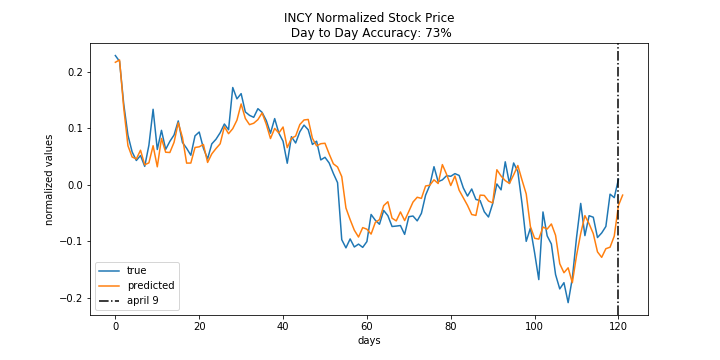 INCY Normalized Stock Price
Day to Day Accuracy: 73%
normalized values
0.2
0.1
0.0
−0.1
−0.2
true
predicted
april 9
0 20 40 60 80 100 120
days